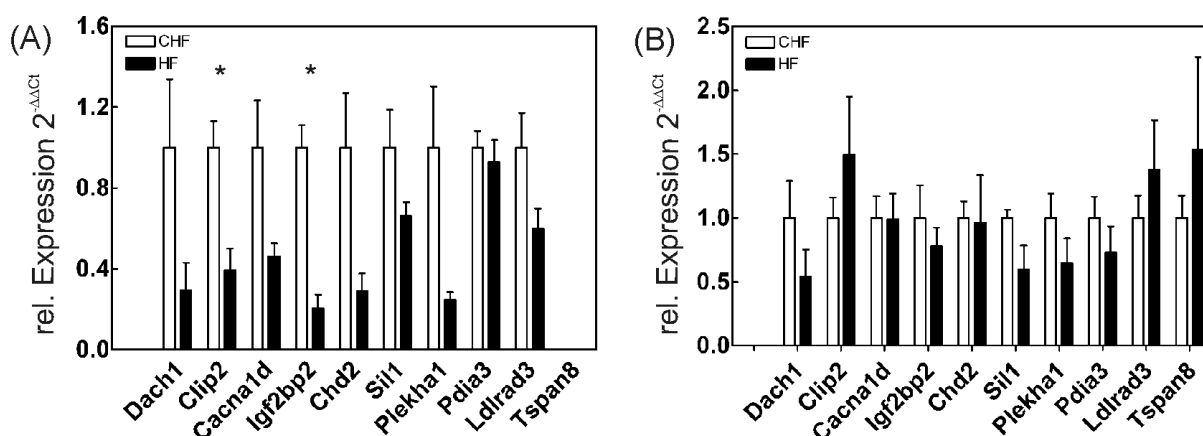 (A)
CHF
HF
rel. Expression 2^-ΔΔCt
1.6
1.2
0.8
0.4
0.0
*
*
Dach1
Clip2
Cacna1d
Igf2bp2
Chd2
Sil1
Plekha1
Pdia3
Ldlrad3
Tspan8
(B)
CHF
HF
rel. Expression 2^-ΔΔCt
2.5
2.0
1.5
1.0
0.5
0.0
Dach1
Clip2
Cacna1d
Igf2bp2
Chd2
Sil1
Plekha1
Pdia3
Ldlrad3
Tspan8